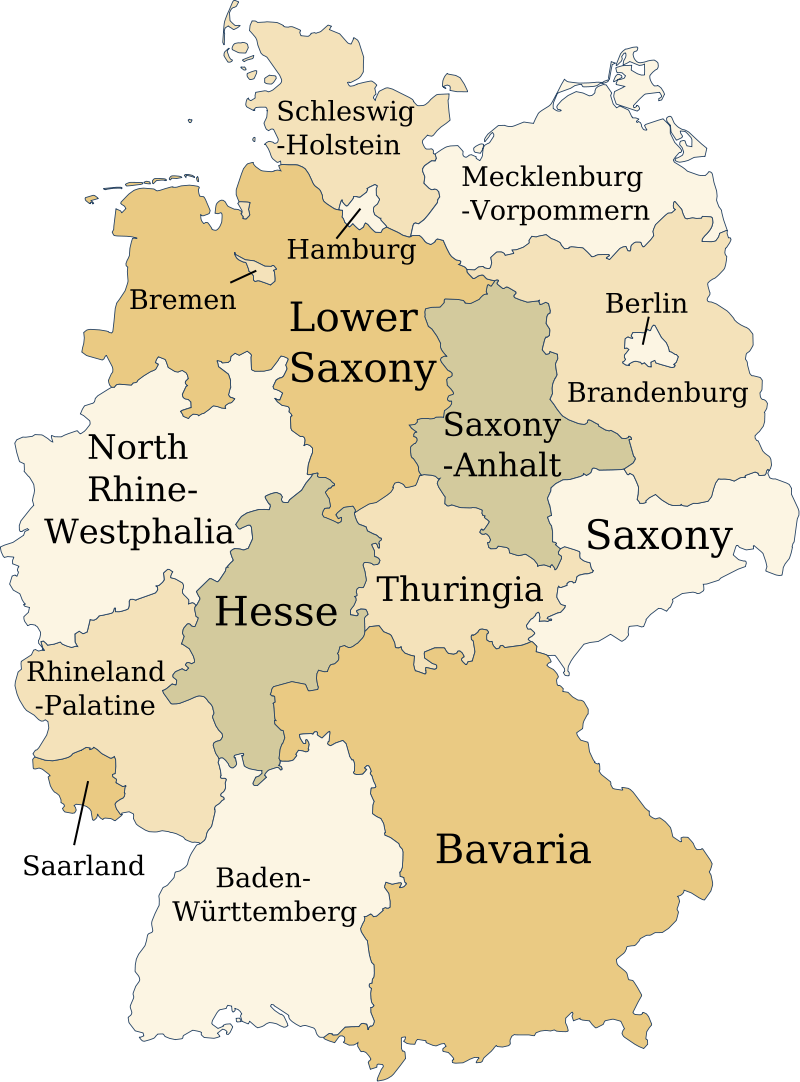 Schleswig
-Holstein
Mecklenburg
-Vorpommern
Hamburg
Bremen
Berlin
Lower
Saxony
Brandenburg
Saxony
-Anhalt
North
Rhine-
Westphalia
Saxony
Thuringia
Hesse
Rhineland
-Palatine
Bavaria
Saarland
Baden-
Württemberg